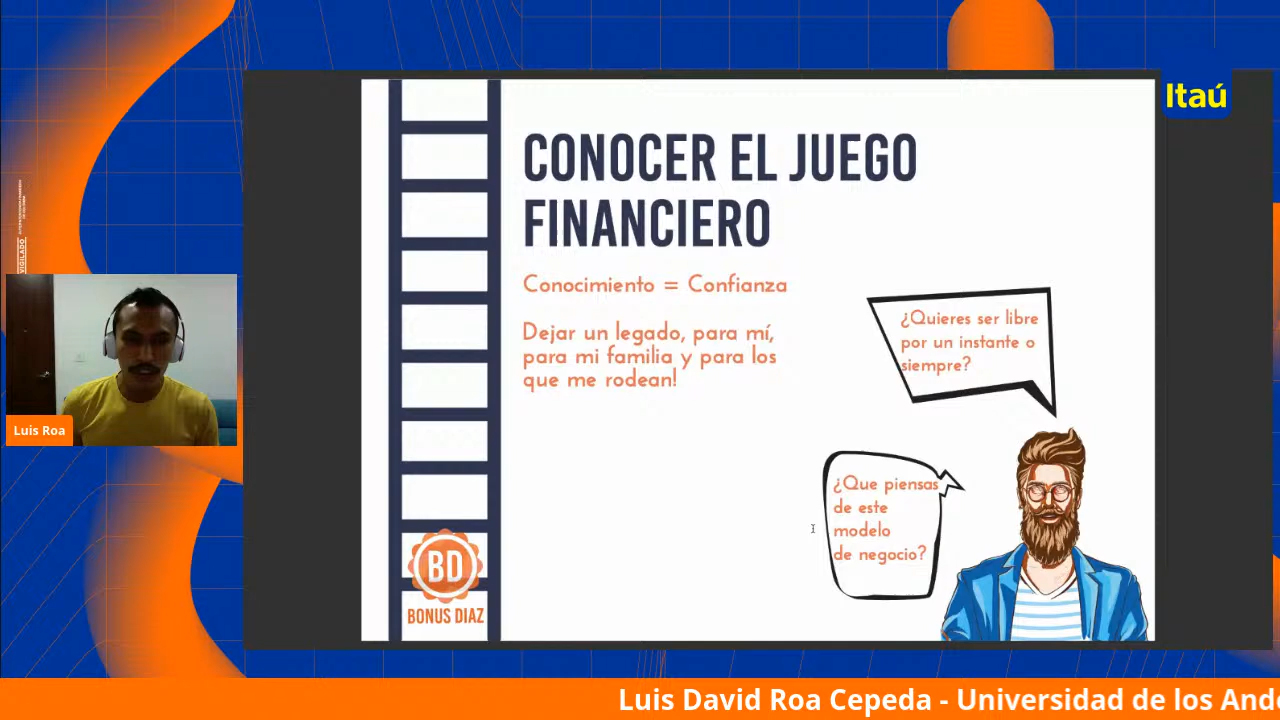 Itaú
CONOCER EL JUEGO
FINANCIERO
Conocimiento = Confianza
Dejar un legado, para mí,
para mi familia y para los
que me rodean!
¿Quieres ser libre
por un instante o
siempre?
¿Que piensas
de este
modelo
de negocio?
BD
BONUS DIAZ
VIGILADO
Luis Roa
Luis David Roa Cepeda - Universidad de los Ande